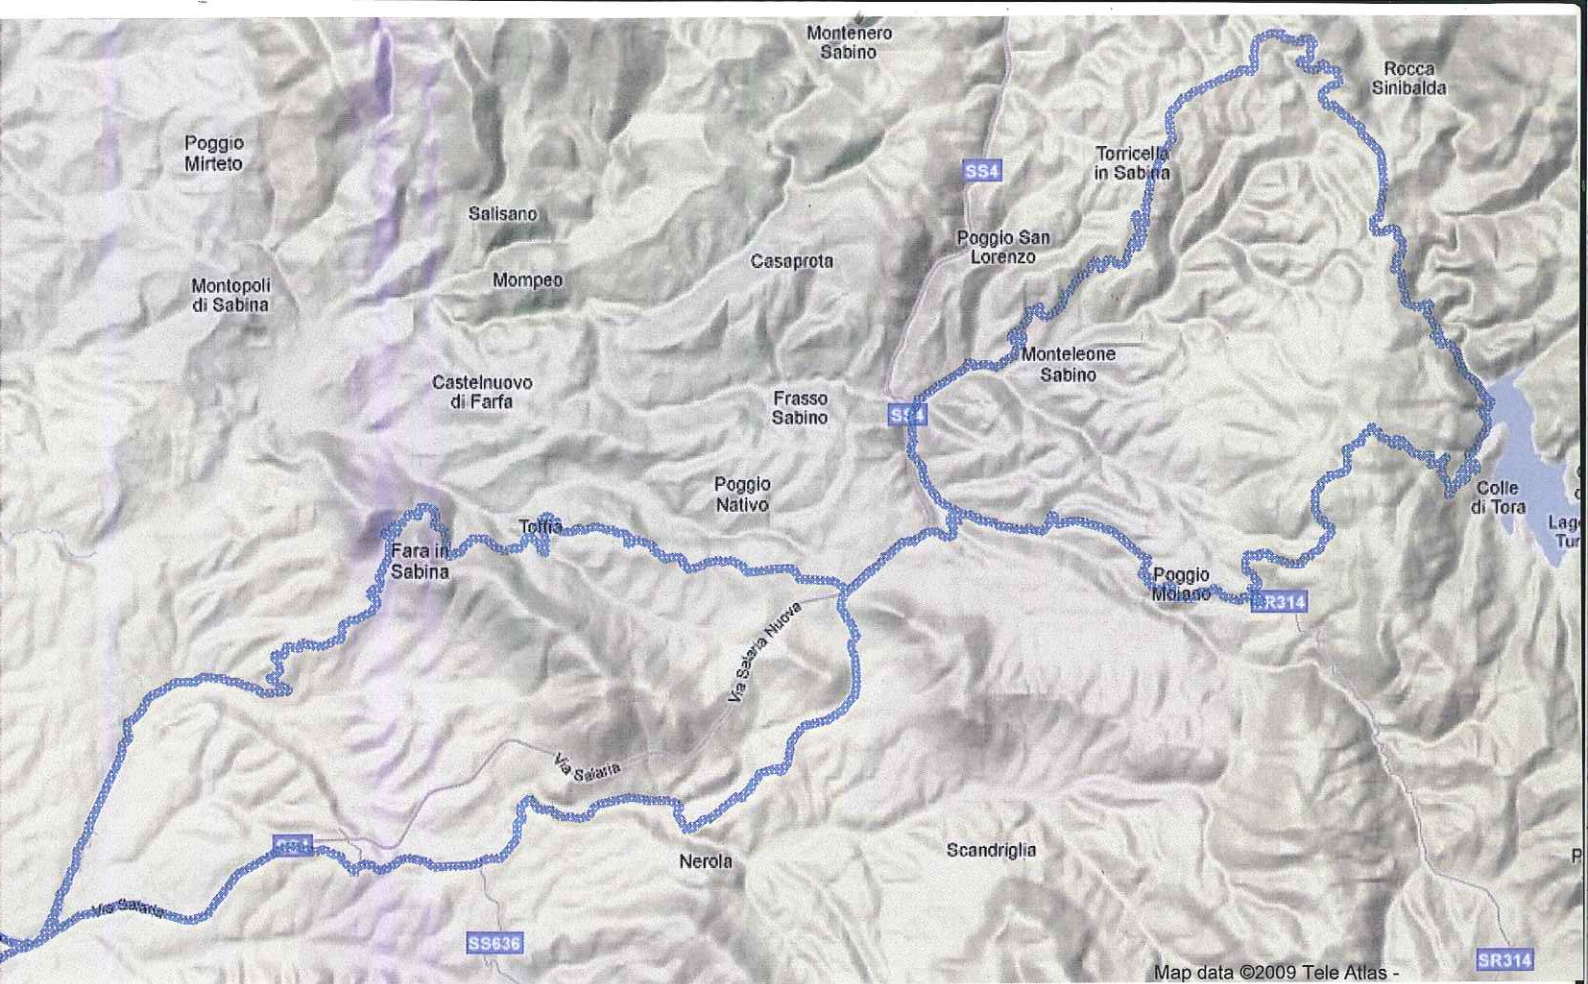 Montenero
Sabino
Rocca
Sinibalda
Poggio
Mirteto
Torricella
in Sabina
SS4
Salisano
Poggio San
Lorenzo
Casaprota
Mompeo
Montopoli
di Sabina
Monteleone
Sabino
Castelnuovo
di Farfa
Frasso
Sabino
SS4
Poggio
Nativo
Colle
di Tora
Toffia
Fara in
Sabina
Poggio
Moiano
SR314
Via Salaria Nuova
Via Salaria
Nerola
Scandriglia
Via Salaria
SS636
SR314
Map data ©2009 Tele Atlas -